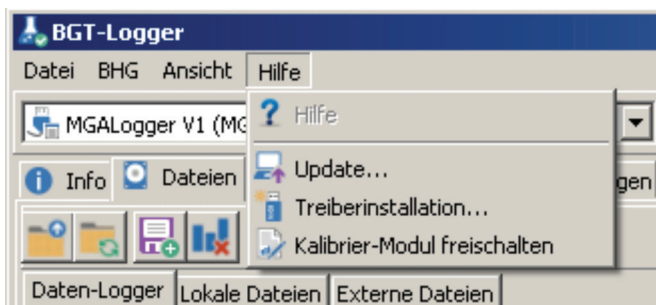 BGT-Logger
Datei BHG Ansicht Hilfe
MGALogger V1 (MG
Hilfe
Update...
Treiberinstallation...
Kalibrier-Modul freischalten
Info Dateien gen
Daten-Logger Lokale Dateien Externe Dateien